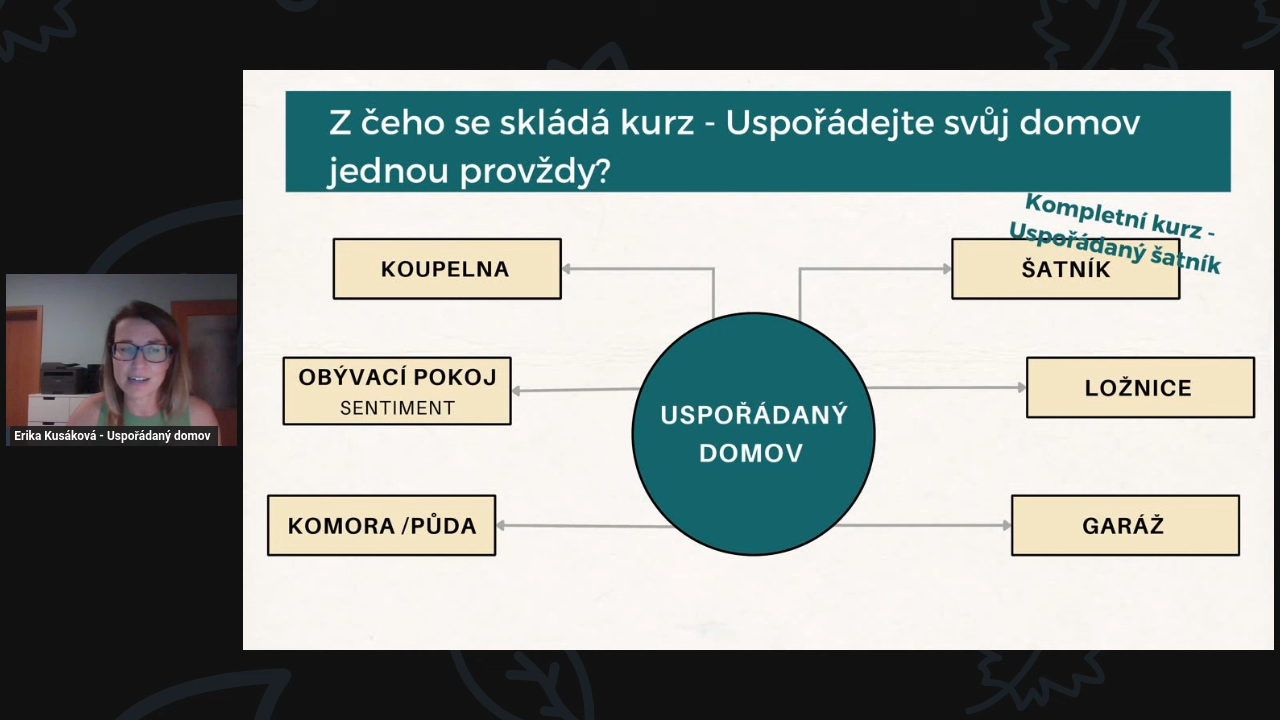 Z čeho se skládá kurz - Uspořádejte svůj domov
jednou provždy?
Kompletní kurz -
Uspořádaný šatník
KOUPELNA
ŠATNÍK
OBÝVACÍ POKOJ
SENTIMENT
LOŽNICE
USPOŘÁDANÝ
DOMOV
KOMORA /PŮDA
GARÁŽ
Erika Kusáková - Uspořádaný domov